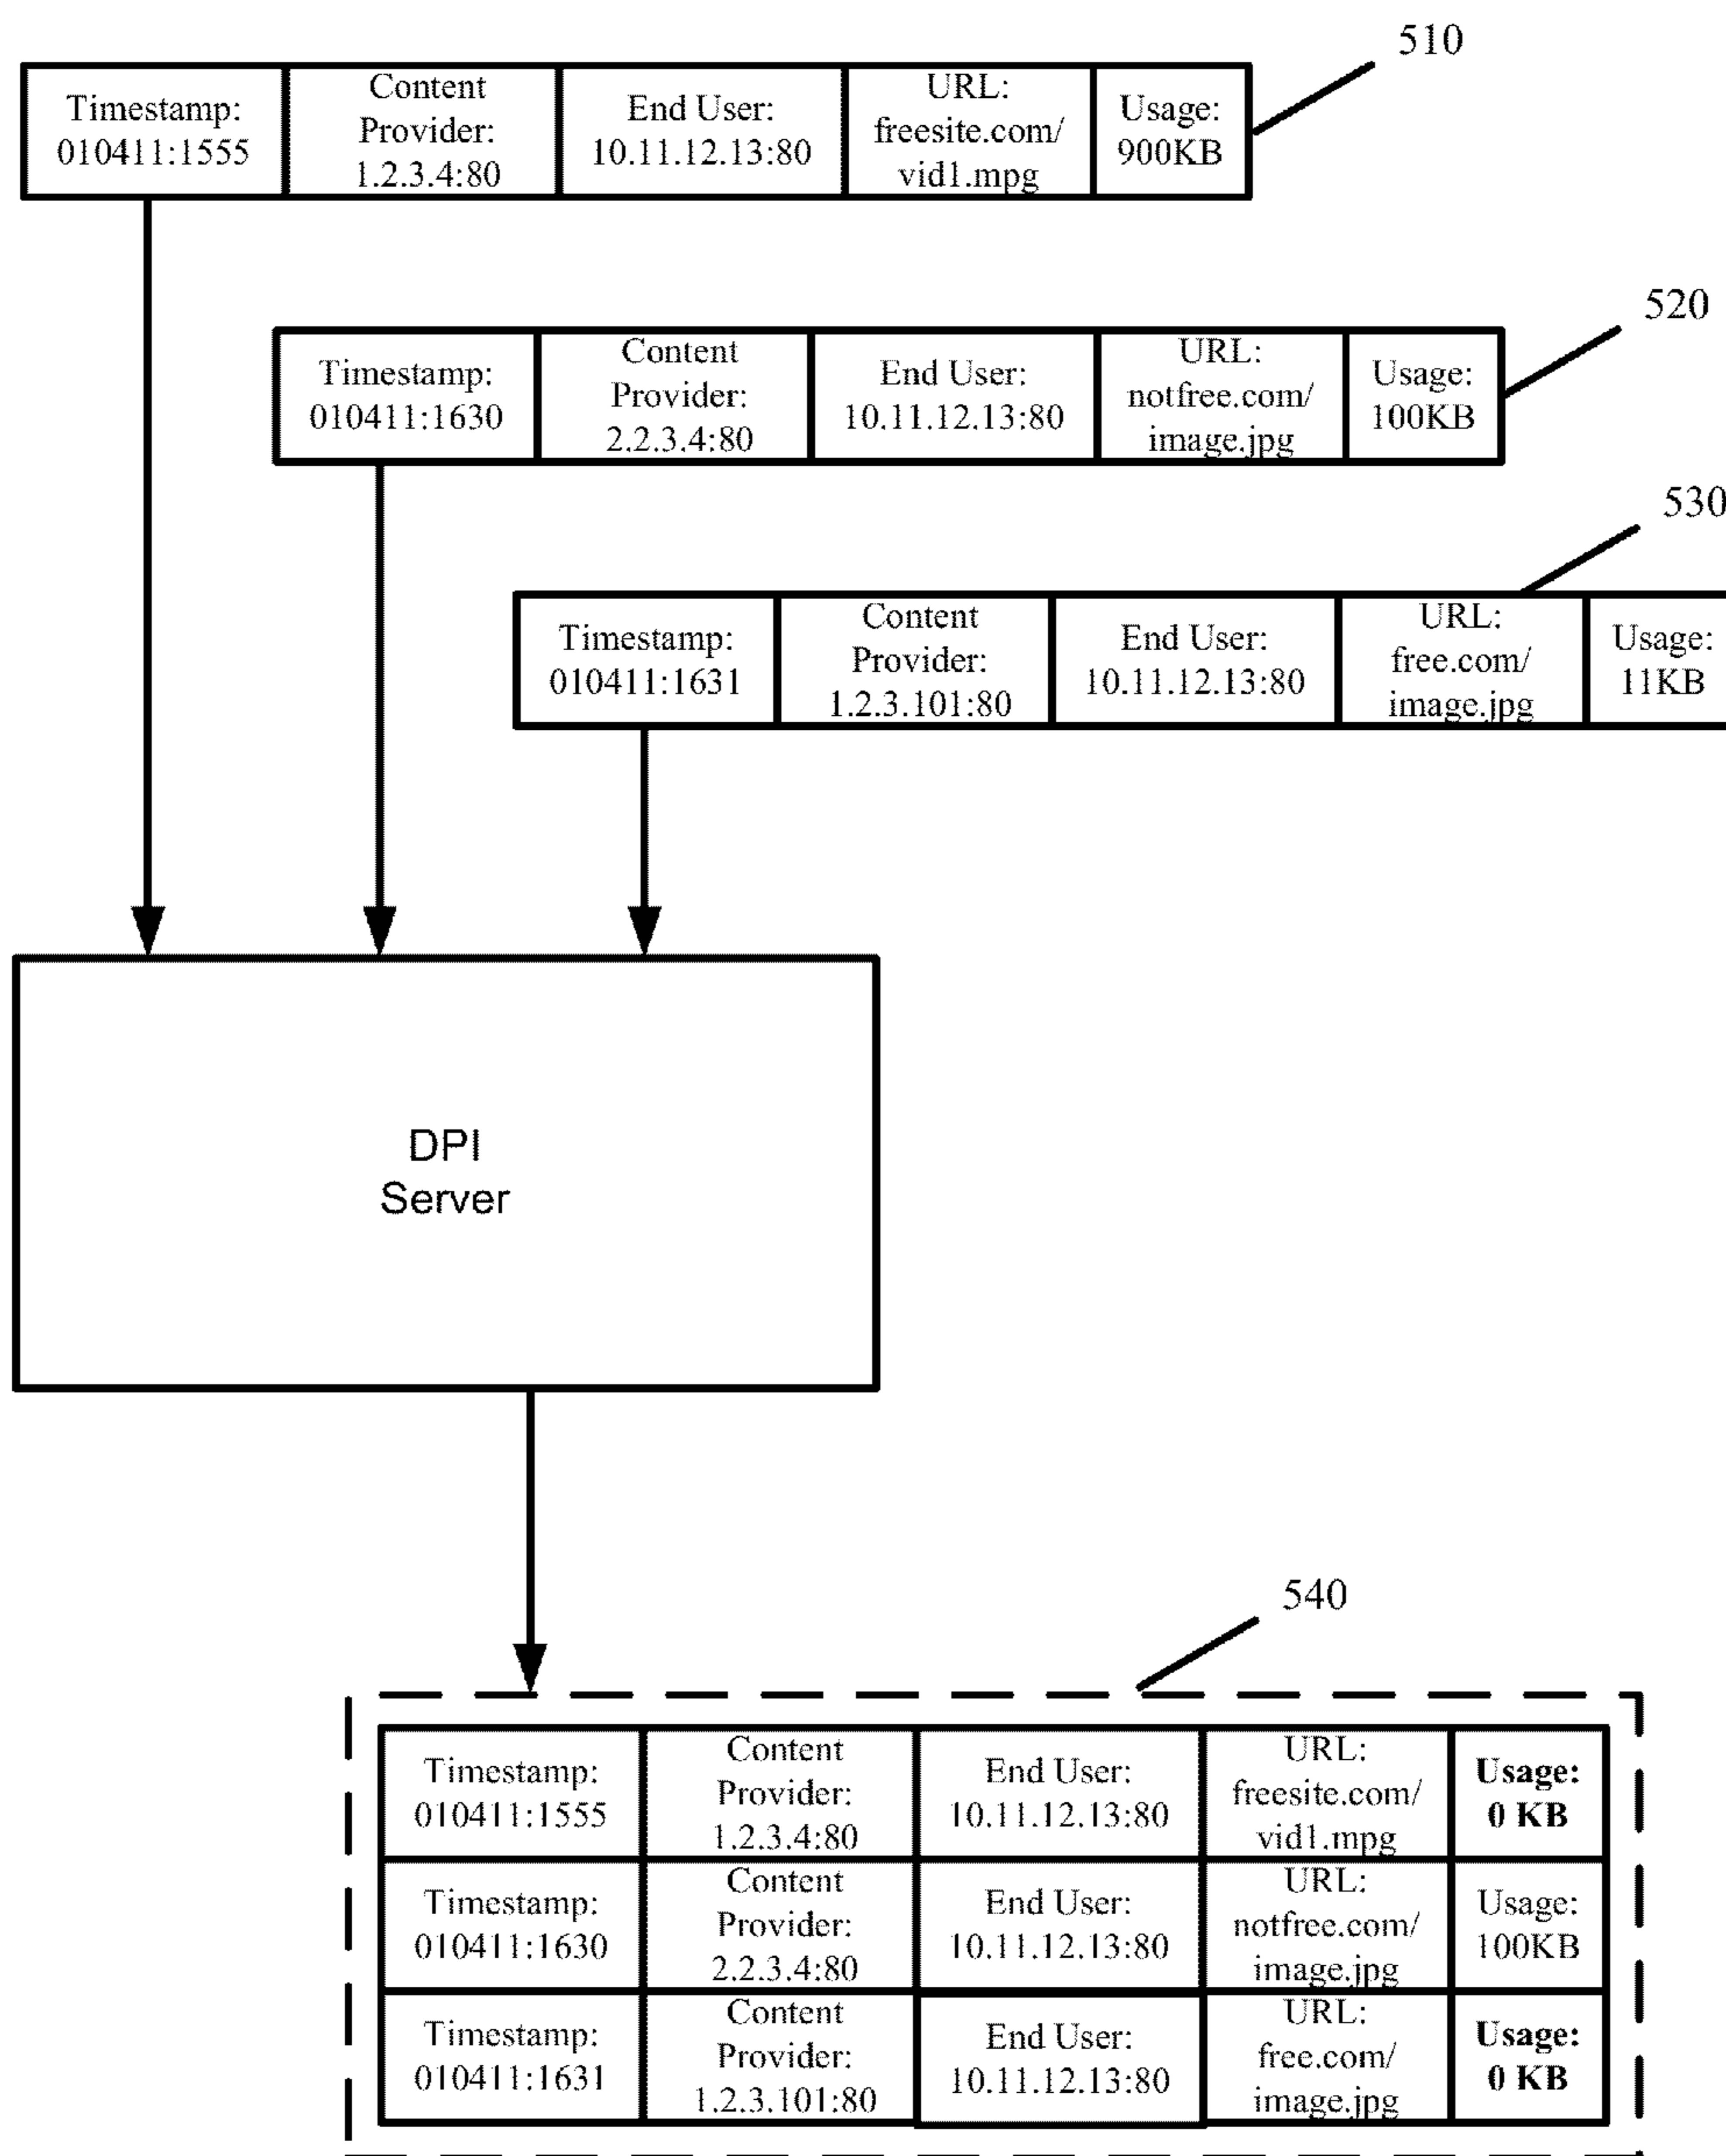 510
Timestamp:
010411:1555
Content
Provider:
1.2.3.4:80
End User:
10.11.12.13:80
URL:
freesite.com/
vid1.mpg
Usage:
900KB
520
Timestamp:
010411:1630
Content
Provider:
2.2.3.4:80
End User:
10.11.12.13:80
URL:
notfree.com/
image.jpg
Usage:
100KB
530
Timestamp:
010411:1631
Content
Provider:
1.2.3.101:80
End User:
10.11.12.13:80
URL:
free.com/
image.jpg
Usage:
11KB
DPI
Server
540
Timestamp:
010411:1555
Content
Provider:
1.2.3.4:80
End User:
10.11.12.13:80
URL:
freesite.com/
vid1.mpg
Usage:
0 KB
Timestamp:
010411:1630
Content
Provider:
2.2.3.4:80
End User:
10.11.12.13:80
URL:
notfree.com/
image.jpg
Usage:
100KB
Timestamp:
010411:1631
Content
Provider:
1.2.3.101:80
End User:
10.11.12.13:80
URL:
free.com/
image.jpg
Usage:
0 KB